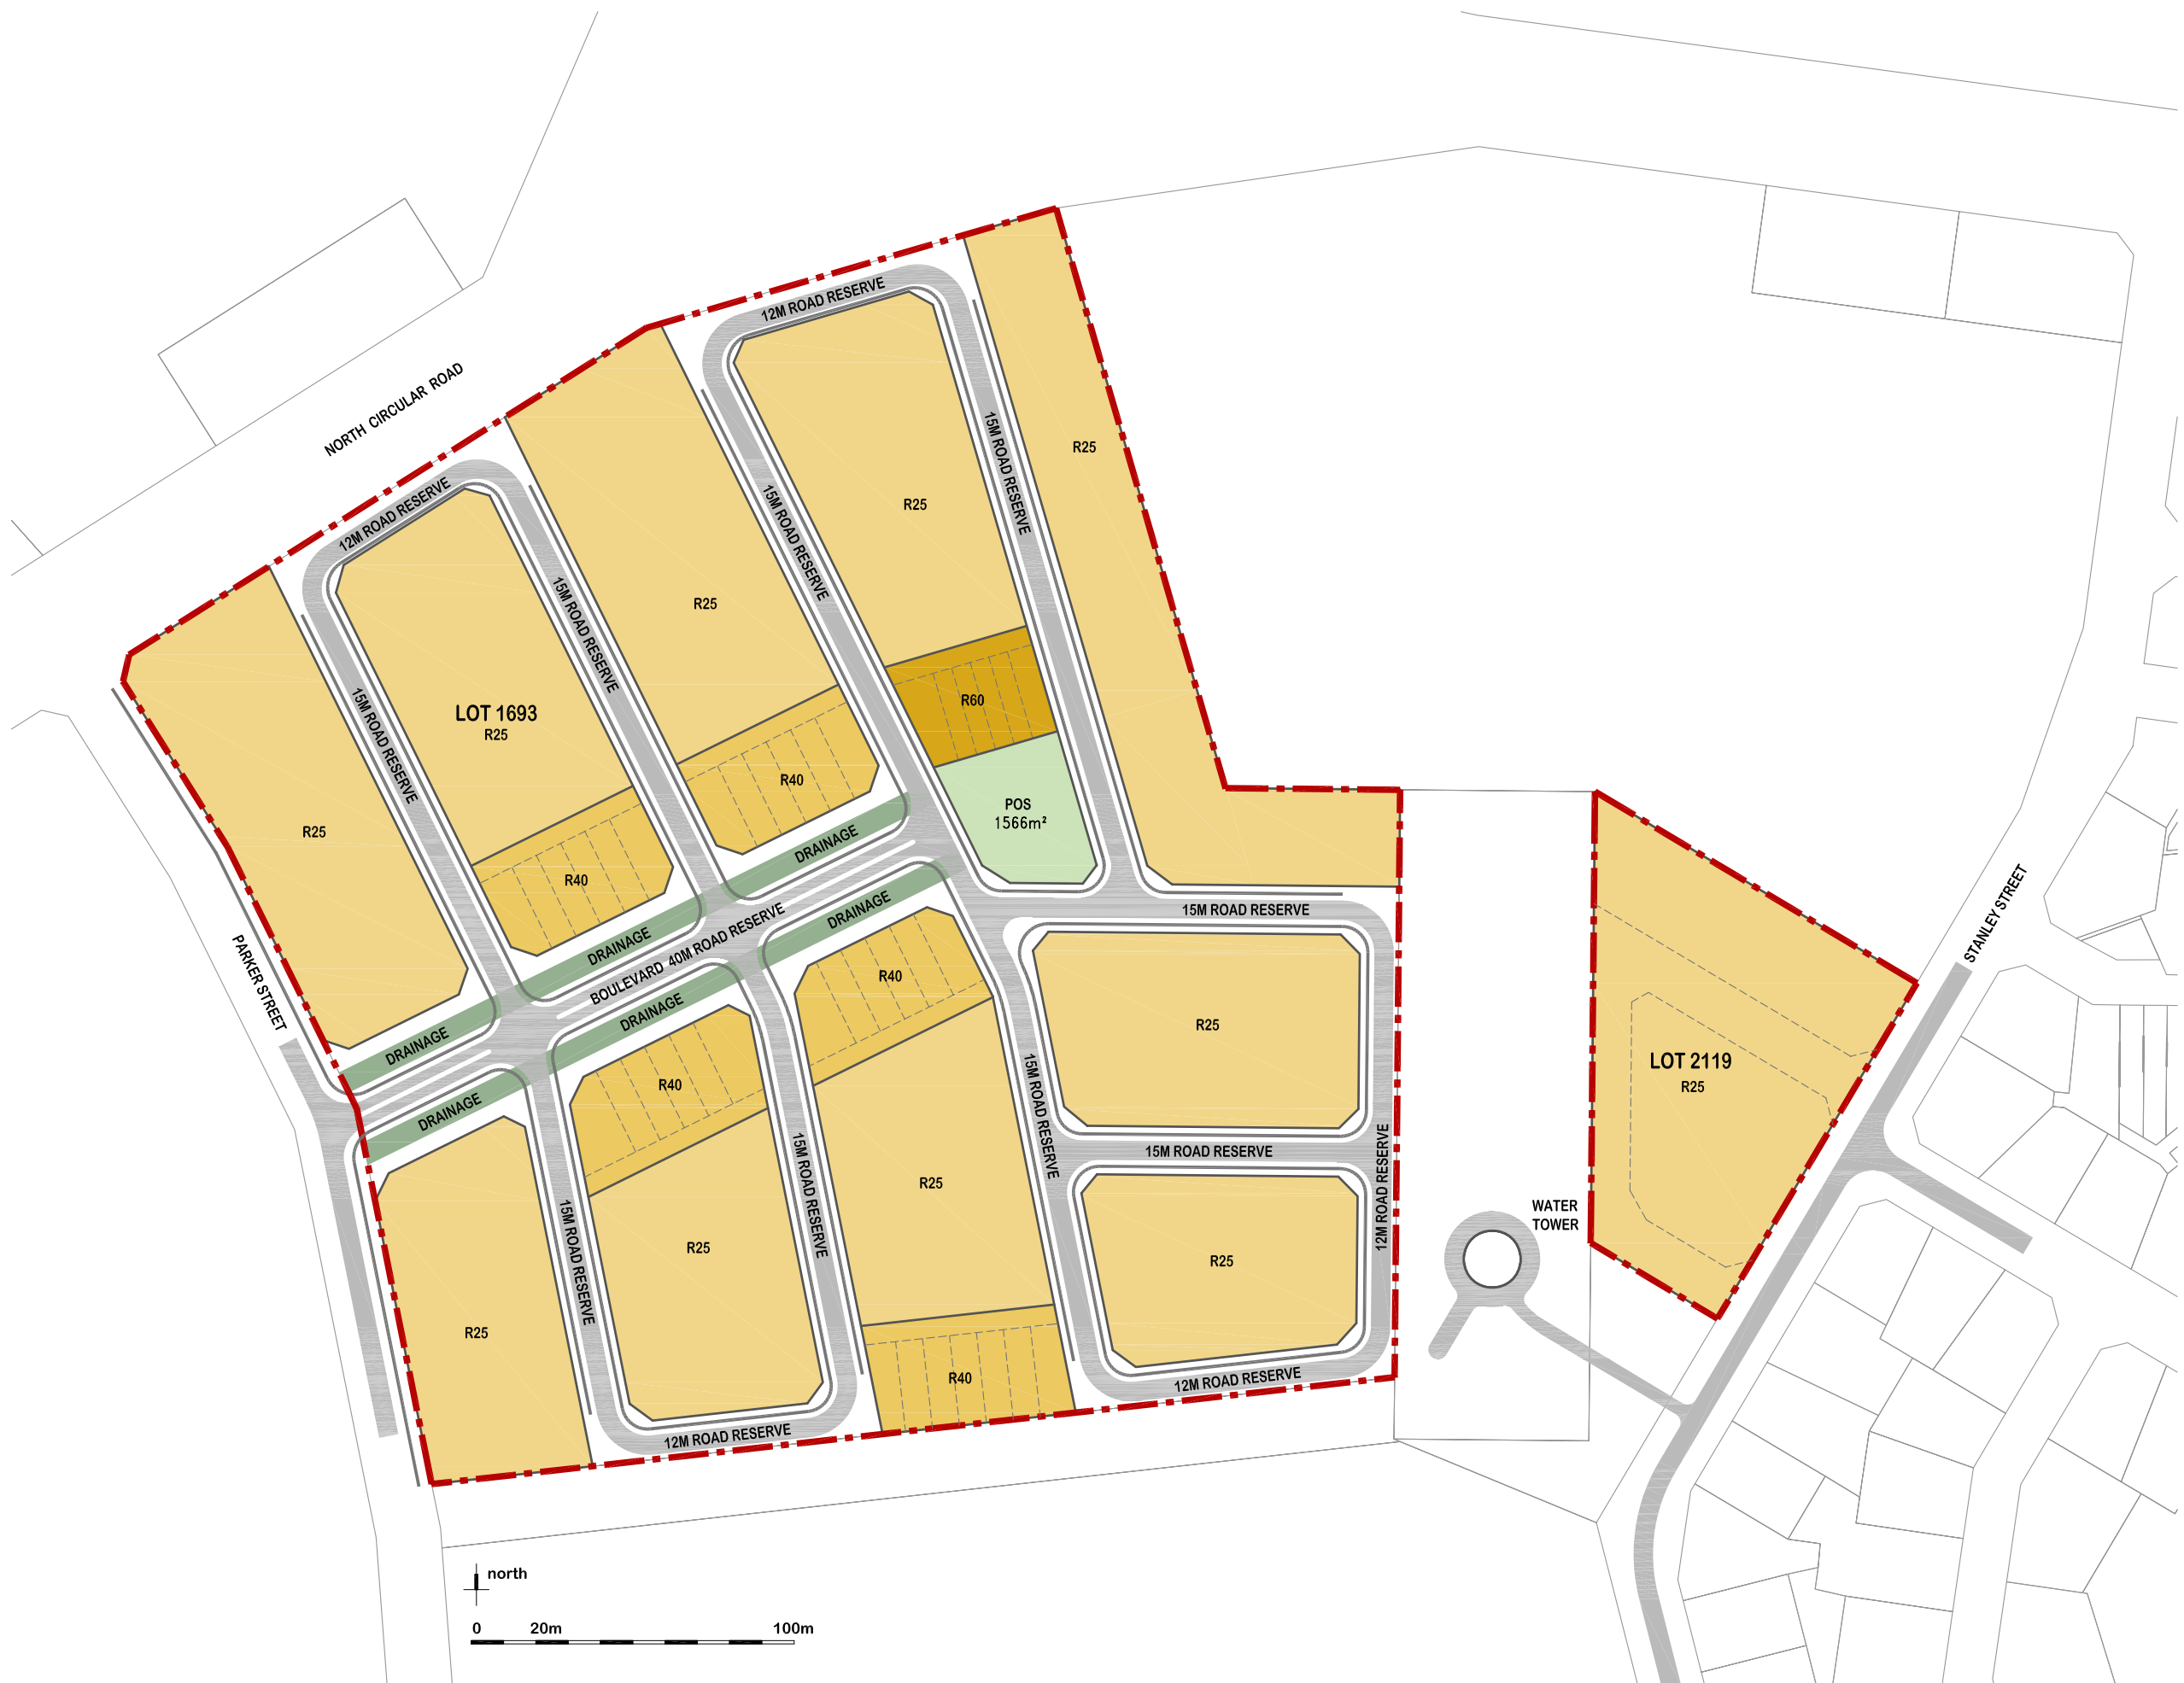 12M ROAD RESERVE
NORTH CIRCULAR ROAD
R25
15M ROAD RESERVE
12M ROAD RESERVE
R25
15M ROAD RESERVE
15M ROAD RESERVE
R25
R60
LOT 1693
R25
15M ROAD RESERVE
R40
POS
1566m²
R25
DRAINAGE
R40
15M ROAD RESERVE
DRAINAGE
BOULEVARD 40M ROAD RESERVE
DRAINAGE
STANLEY STREET
PARKER STREET
R40
DRAINAGE
DRAINAGE
R25
LOT 2119
R25
R40
DRAINAGE
15M ROAD RESERVE
15M ROAD RESERVE
12M ROAD RESERVE
15M ROAD RESERVE
R25
WATER
TOWER
15M ROAD RESERVE
R25
R25
R25
R40
12M ROAD RESERVE
12M ROAD RESERVE
north
0 20m 100m